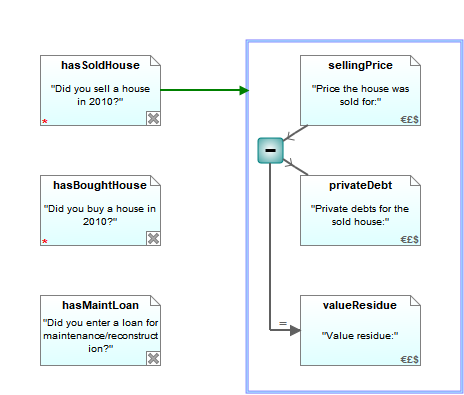 hasSoldHouse
"Did you sell a house
in 2010?"
*
sellingPrice
"Price the house was
sold for:"
€£$
−
hasBoughtHouse
"Did you buy a house in
2010?"
*
privateDebt
"Private debts for the
sold house:"
€£$
hasMaintLoan
"Did you enter a loan for
maintenance/reconstruct
ion?"
=
valueResidue
"Value residue:"
€£$